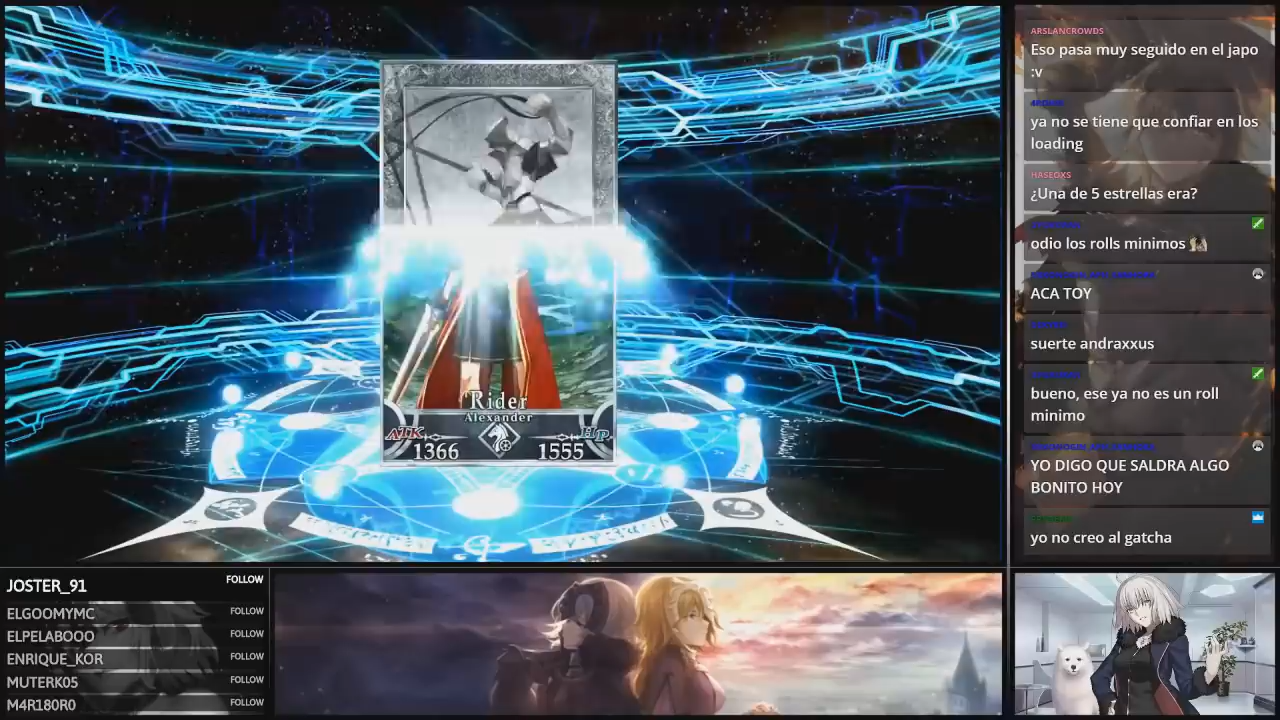 Rider
Alexander
ATK
HP
1366
1555
ARSLANCROWDS
Eso pasa muy seguido en el japo
:v
ya no se tiene que confiar en los
loading
HASEOXS
¿Una de 5 estrellas era?
odio los rolls minimos
ACA TOY
suerte andraxxus
bueno, ese ya no es un roll
minimo
YO DIGO QUE SALDRA ALGO
BONITO HOY
yo no creo al gatcha
JOSTER_91 FOLLOW
ELGOOMYMC FOLLOW
ELPELABOOO FOLLOW
ENRIQUE_KOR FOLLOW
MUTERK05 FOLLOW
M4R180R0 FOLLOW